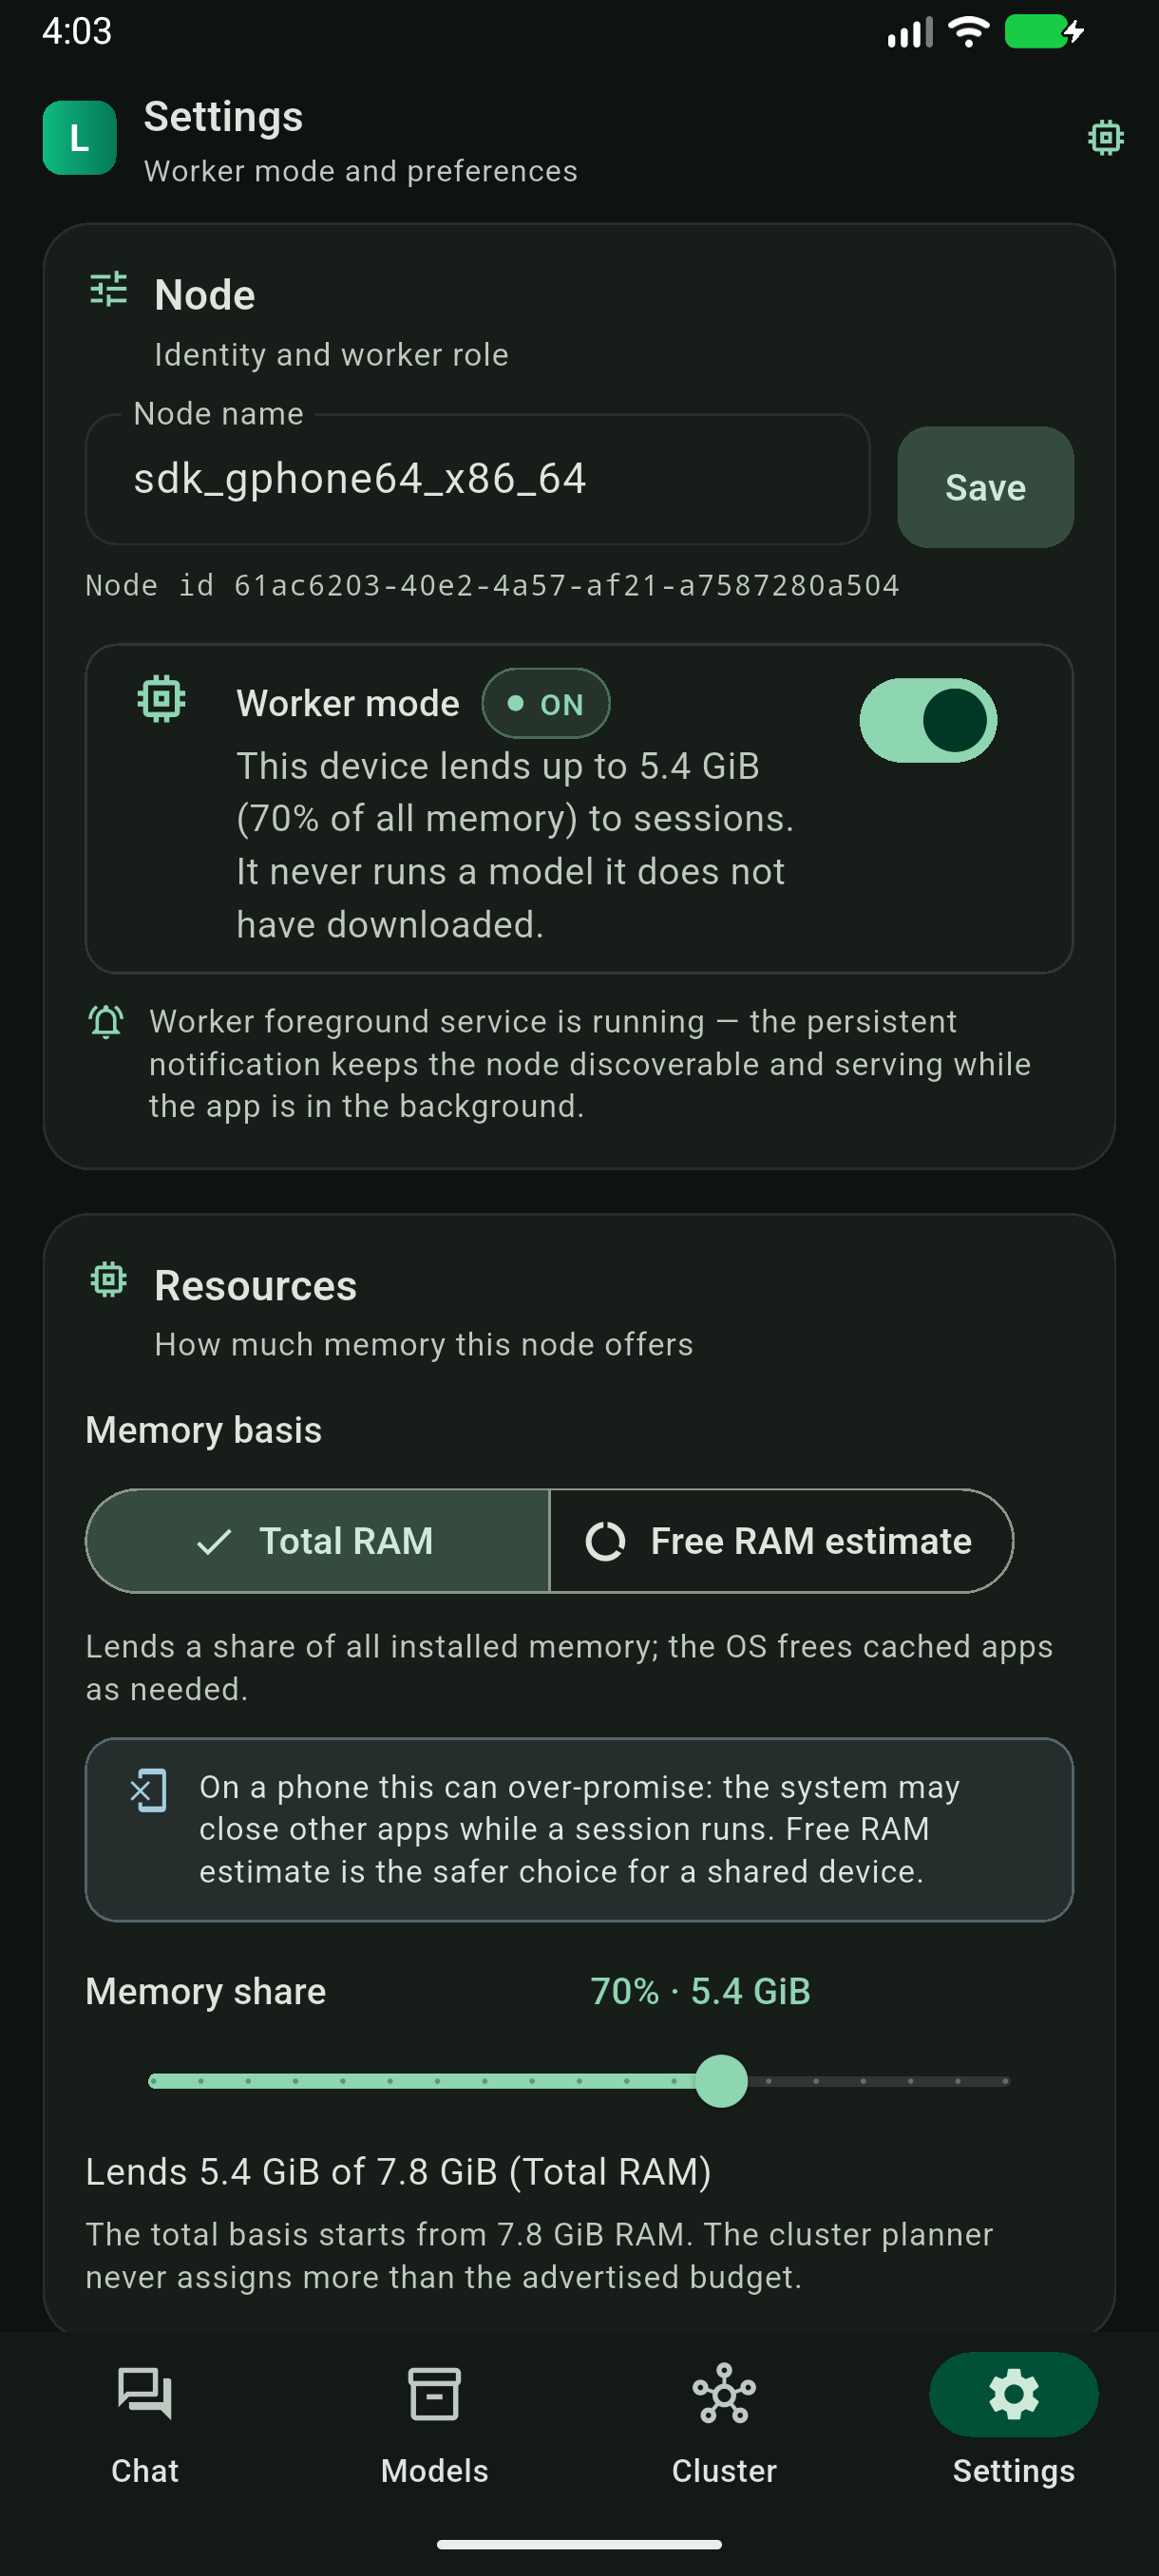 4:03
L
Settings
Worker mode and preferences
Node
Identity and worker role
Node name
sdk_gphone64_x86_64
Save
Node id 61ac6203-40e2-4a57-af21-a7587280a504
Worker mode
ON
This device lends up to 5.4 GiB
(70% of all memory) to sessions.
It never runs a model it does not
have downloaded.
Worker foreground service is running — the persistent
notification keeps the node discoverable and serving while
the app is in the background.
Resources
How much memory this node offers
Memory basis
Total RAM
Free RAM estimate
Lends a share of all installed memory; the OS frees cached apps
as needed.
On a phone this can over-promise: the system may
close other apps while a session runs. Free RAM
estimate is the safer choice for a shared device.
Memory share
70% · 5.4 GiB
Lends 5.4 GiB of 7.8 GiB (Total RAM)
The total basis starts from 7.8 GiB RAM. The cluster planner
never assigns more than the advertised budget.
Chat
Models
Cluster
Settings